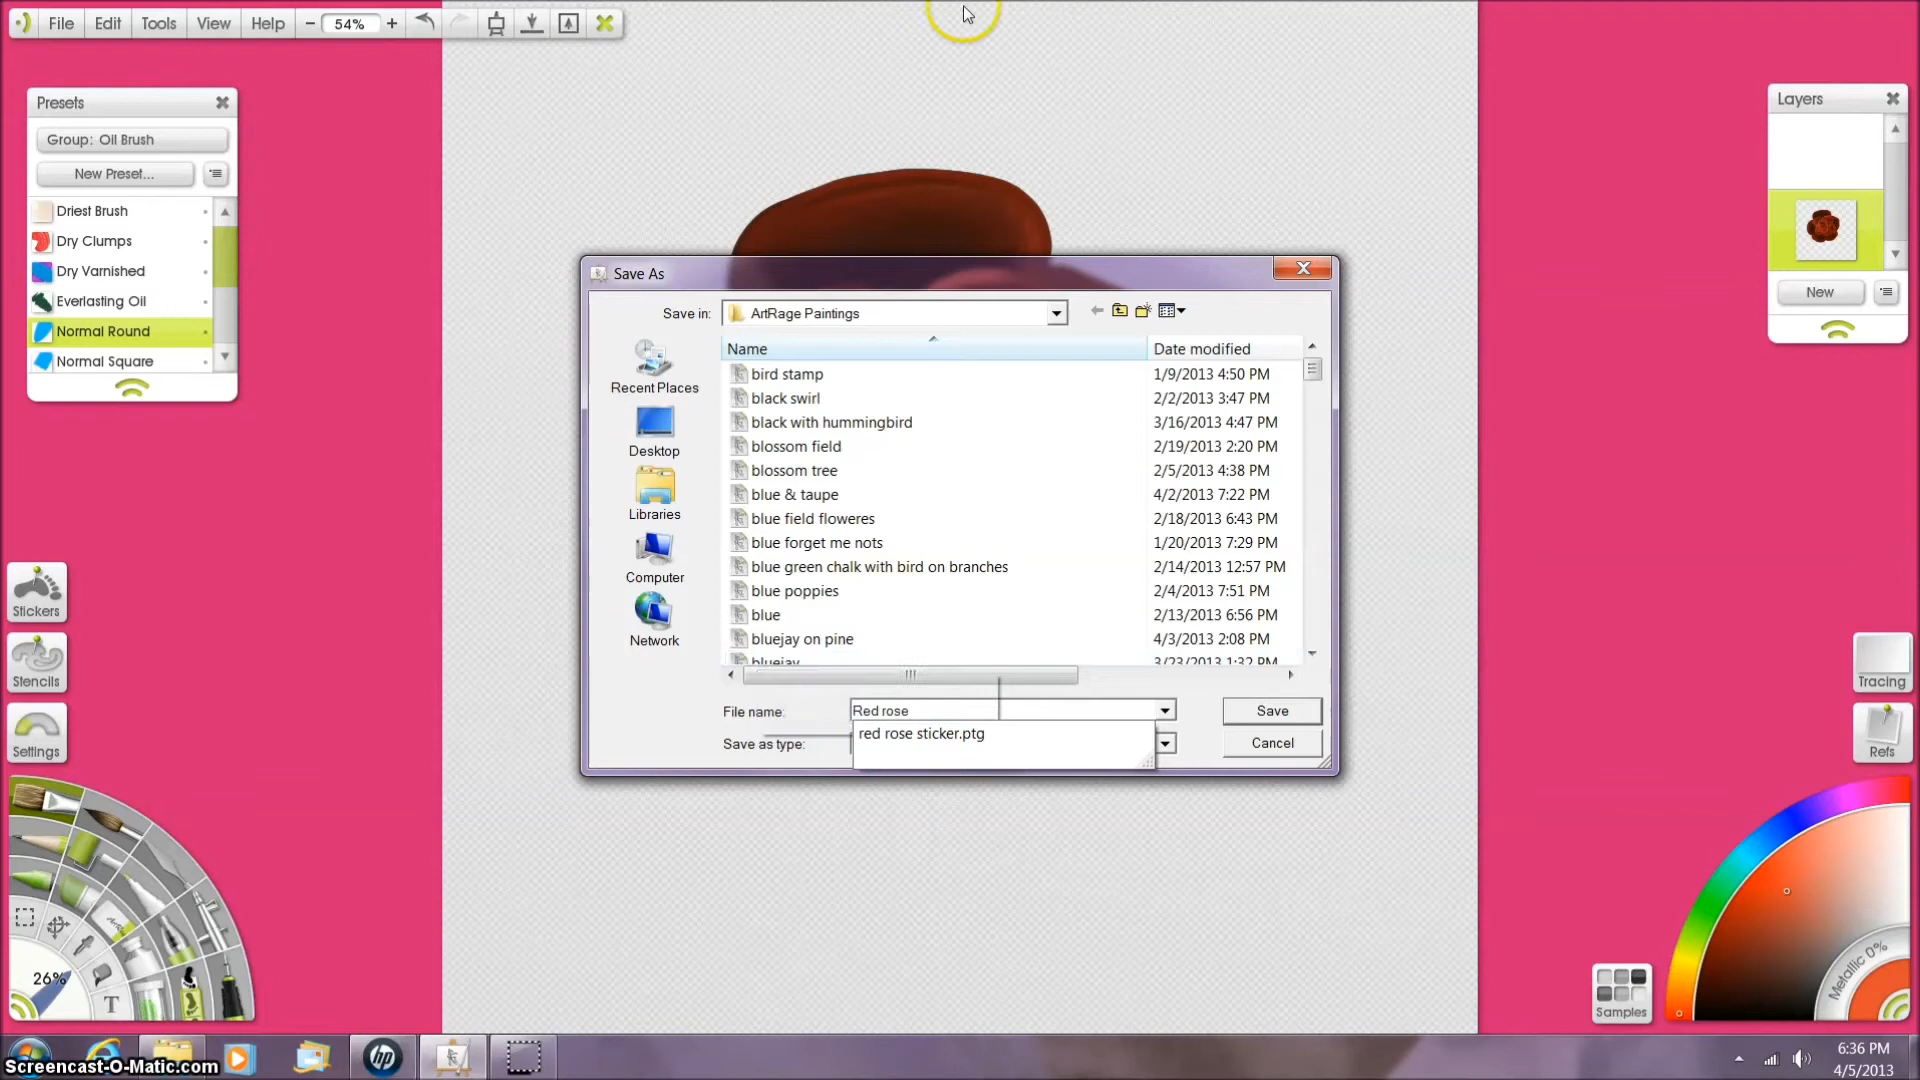 File Edit Tools View Help − 54% +
Presets
Group: Oil Brush
New Preset...
Driest Brush
Dry Clumps
Dry Varnished
Everlasting Oil
Normal Round
Normal Square
Layers
New
Save As
Save in: ArtRage Paintings
Recent Places
Desktop
Libraries
Computer
Network
Name Date modified
bird stamp 1/9/2013 4:50 PM
black swirl 2/2/2013 3:47 PM
black with hummingbird 3/16/2013 4:47 PM
blossom field 2/19/2013 2:20 PM
blossom tree 2/5/2013 4:38 PM
blue & taupe 4/2/2013 7:22 PM
blue field floweres 2/18/2013 6:43 PM
blue forget me nots 1/20/2013 7:29 PM
blue green chalk with bird on branches 2/14/2013 12:57 PM
blue poppies 2/4/2013 7:51 PM
blue 2/13/2013 6:56 PM
bluejay on pine 4/3/2013 2:08 PM
bluejay 3/23/2013 1:32 PM
File name: Red rose Save
red rose sticker.ptg
Save as type: Cancel
Stickers
Stencils
Settings
26%
T
Tracing
Refs
Metallic 0%
Samples
hp
Screencast-O-Matic.com
6:36 PM
4/5/2013